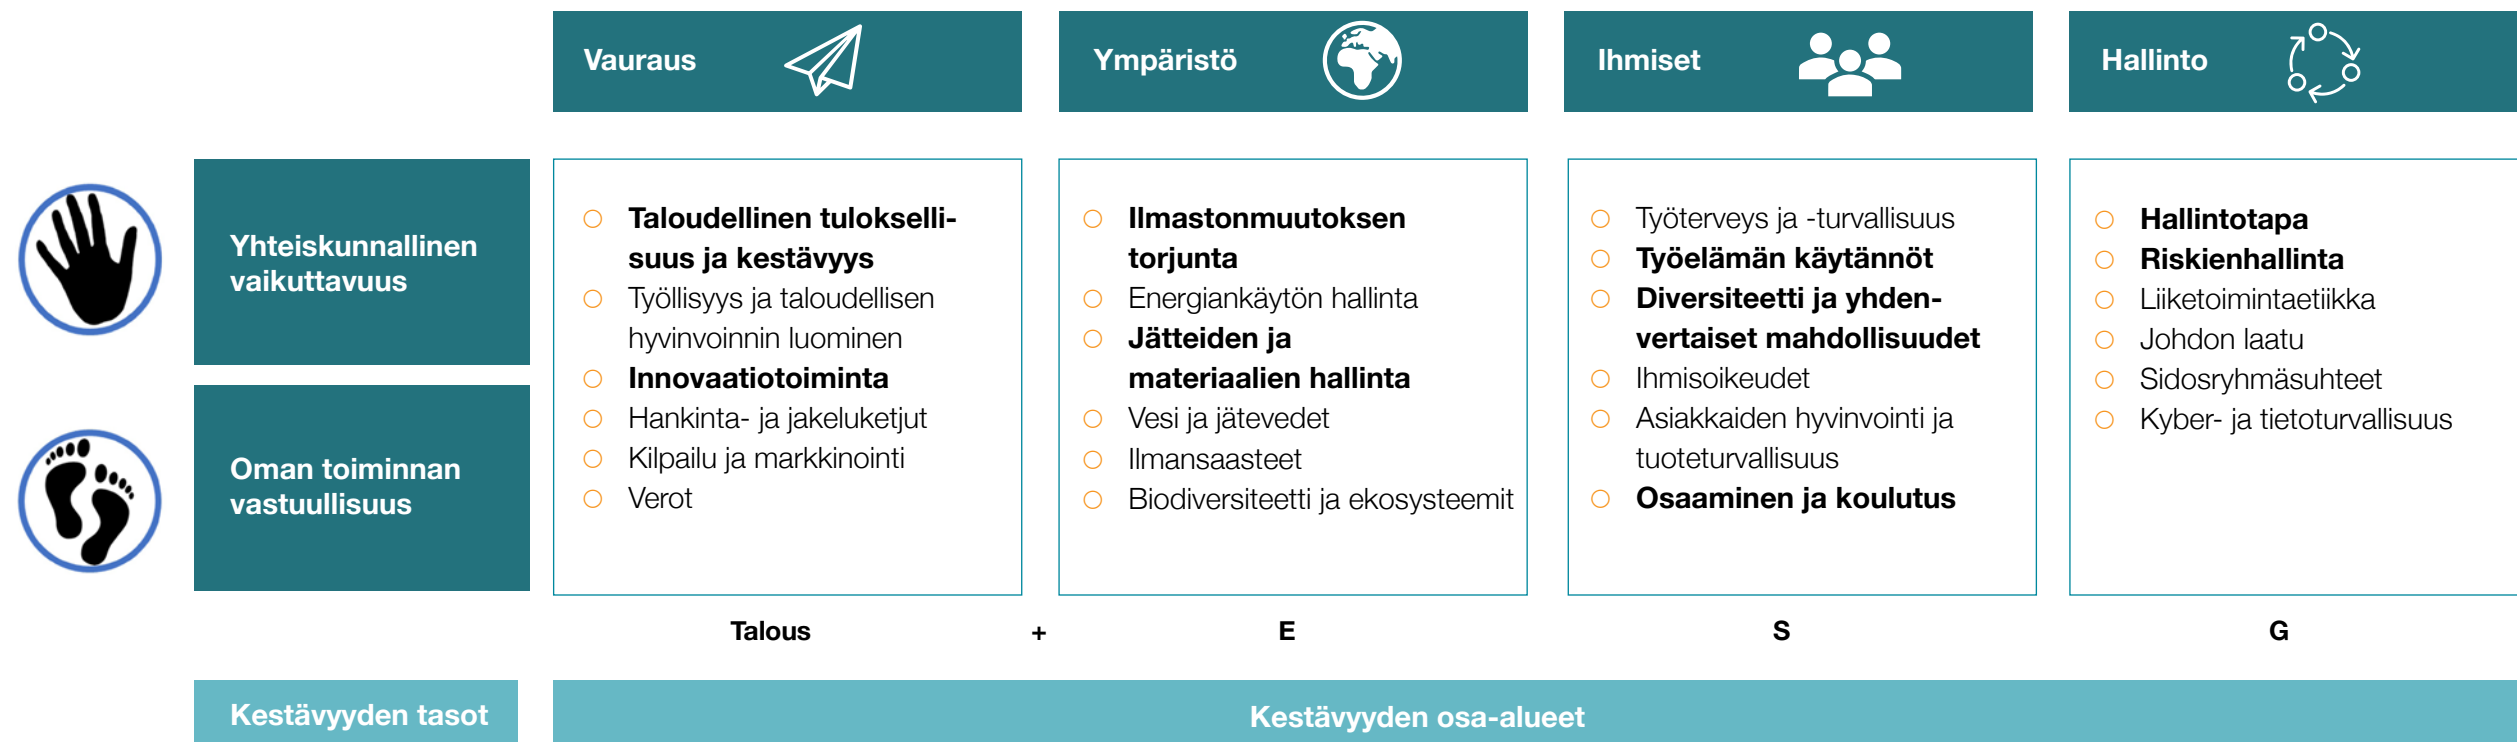 Vauraus
Ympäristö
Ihmiset
Hallinto
Yhteiskunnallinen
vaikuttavuus
Oman toiminnan
vastuullisuus
Taloudellinen tulokselli-
suus ja kestävyys
Työllisyys ja taloudellisen
hyvinvoinnin luominen
Innovaatiotoiminta
Hankinta- ja jakeluketjut
Kilpailu ja markkinointi
Verot
Ilmastonmuutoksen
torjunta
Energiankäytön hallinta
Jätteiden ja
materiaalien hallinta
Vesi ja jätevedet
Ilmansaasteet
Biodiversiteetti ja ekosysteemit
Työterveys ja -turvallisuus
Työelämän käytännöt
Diversiteetti ja yhden-
vertaiset mahdollisuudet
Ihmisoikeudet
Asiakkaiden hyvinvointi ja
tuoteturvallisuus
Osaaminen ja koulutus
Hallintotapa
Riskienhallinta
Liiketoimintaetiikka
Johdon laatu
Sidosryhmäsuhteet
Kyber- ja tietoturvallisuus
Talous + E S G
Kestävyyden tasot
Kestävyyden osa-alueet